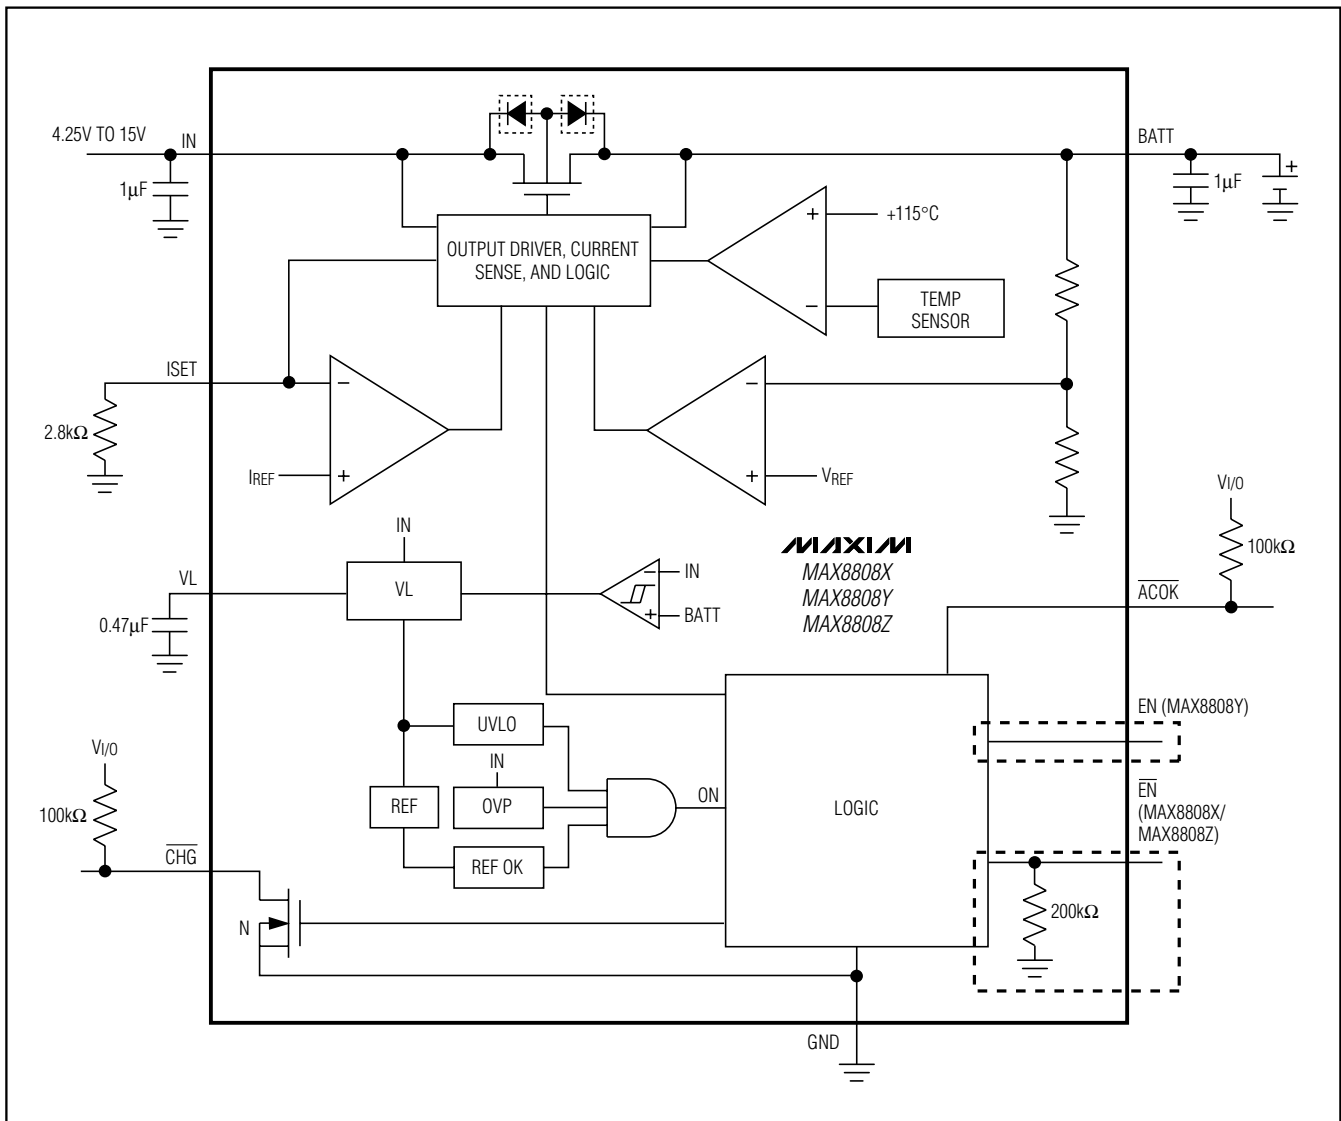 4.25V TO 15V
IN
BATT
1µF
+
1µF
+
+115°C
OUTPUT DRIVER, CURRENT
SENSE, AND LOGIC
−
TEMP
SENSOR
ISET
−
−
2.8kΩ
IREF
+
+
VREF
VI/O
IN
MAXIM
100kΩ
VL
VL
−
IN
MAX8808X
ACOK
MAX8808Y
+
BATT
MAX8808Z
0.47µF
EN (MAX8808Y)
UVLO
VI/O
IN
EN
(MAX8808X/
MAX8808Z)
REF
OVP
ON
LOGIC
100kΩ
CHG
REF OK
200kΩ
N
GND